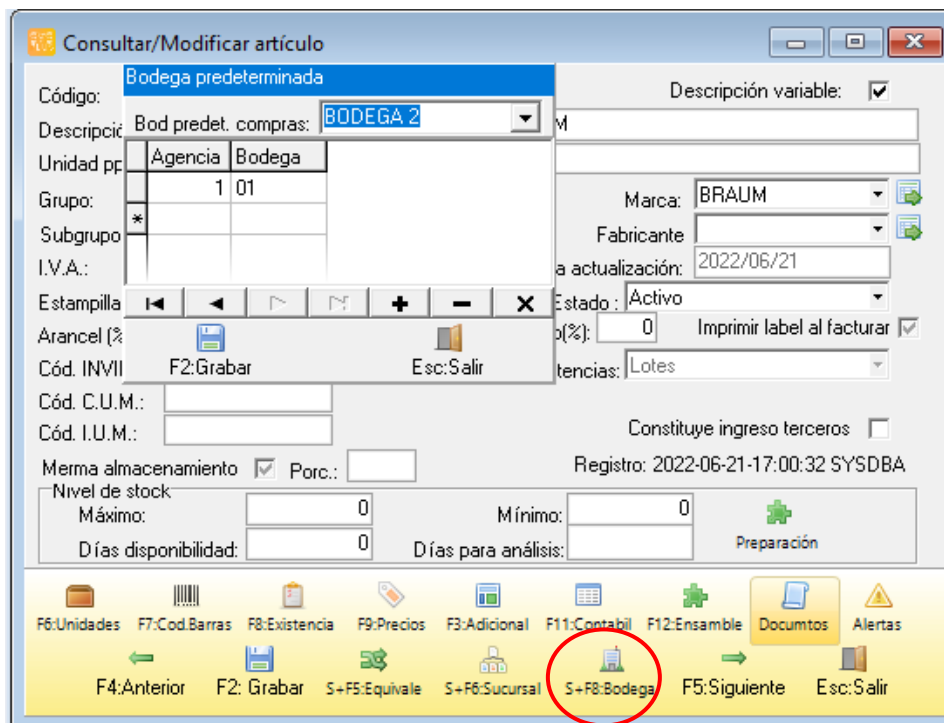 Consultar/Modificar artículo
Bodega predeterminada
Código:
Descripción variable:
Bod predet. compras: BODEGA 2
Unidad
Agencia Bodega
1 01
*
Grupo:
Marca: BRAUM
Subgrupo
Fabricante
I.V.A.:
actualización: 2022/06/21
Estampilla
Estado : Activo
Arancel (%
(%): 0 Imprimir label al facturar
F2:Grabar Esc:Salir
Cód.
Lotes
Cód. C.U.M.:
Cód. I.U.M.:
Constituye ingreso terceros
Merma almacenamiento Porc.:
Registro: 2022-06-21-17:00:32 SYSDBA
Nivel de stock
Máximo: 0 Mínimo: 0
Días disponibilidad: 0 Días para análisis:
Preparación
F6:Unidades F7:Cod.Barras F8:Existencia F9:Precios F3:Adicional F11:Contabil F12:Ensamble Documtos Alertas
F4:Anterior F2: Grabar S+F5:Equivale S+F6:Sucursal S+F8:Bodega F5:Siguiente Esc:Salir